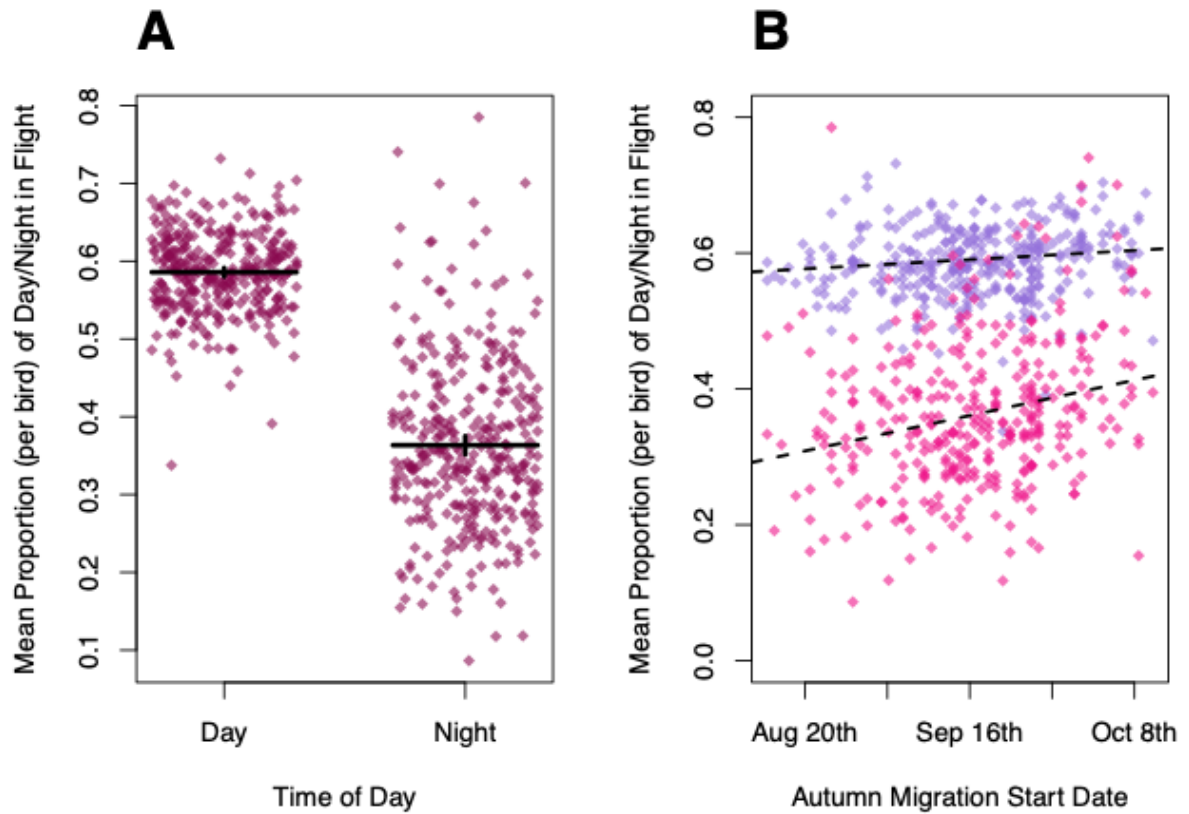 A
Mean Proportion (per bird) of Day/Night in Flight
0.8
0.7
0.6
0.5
0.4
0.3
0.2
0.1
Day Night
Time of Day
B
Mean Proportion (per bird) of Day/Night in Flight
0.8
0.6
0.4
0.2
0.0
Aug 20th Sep 16th Oct 8th
Autumn Migration Start Date